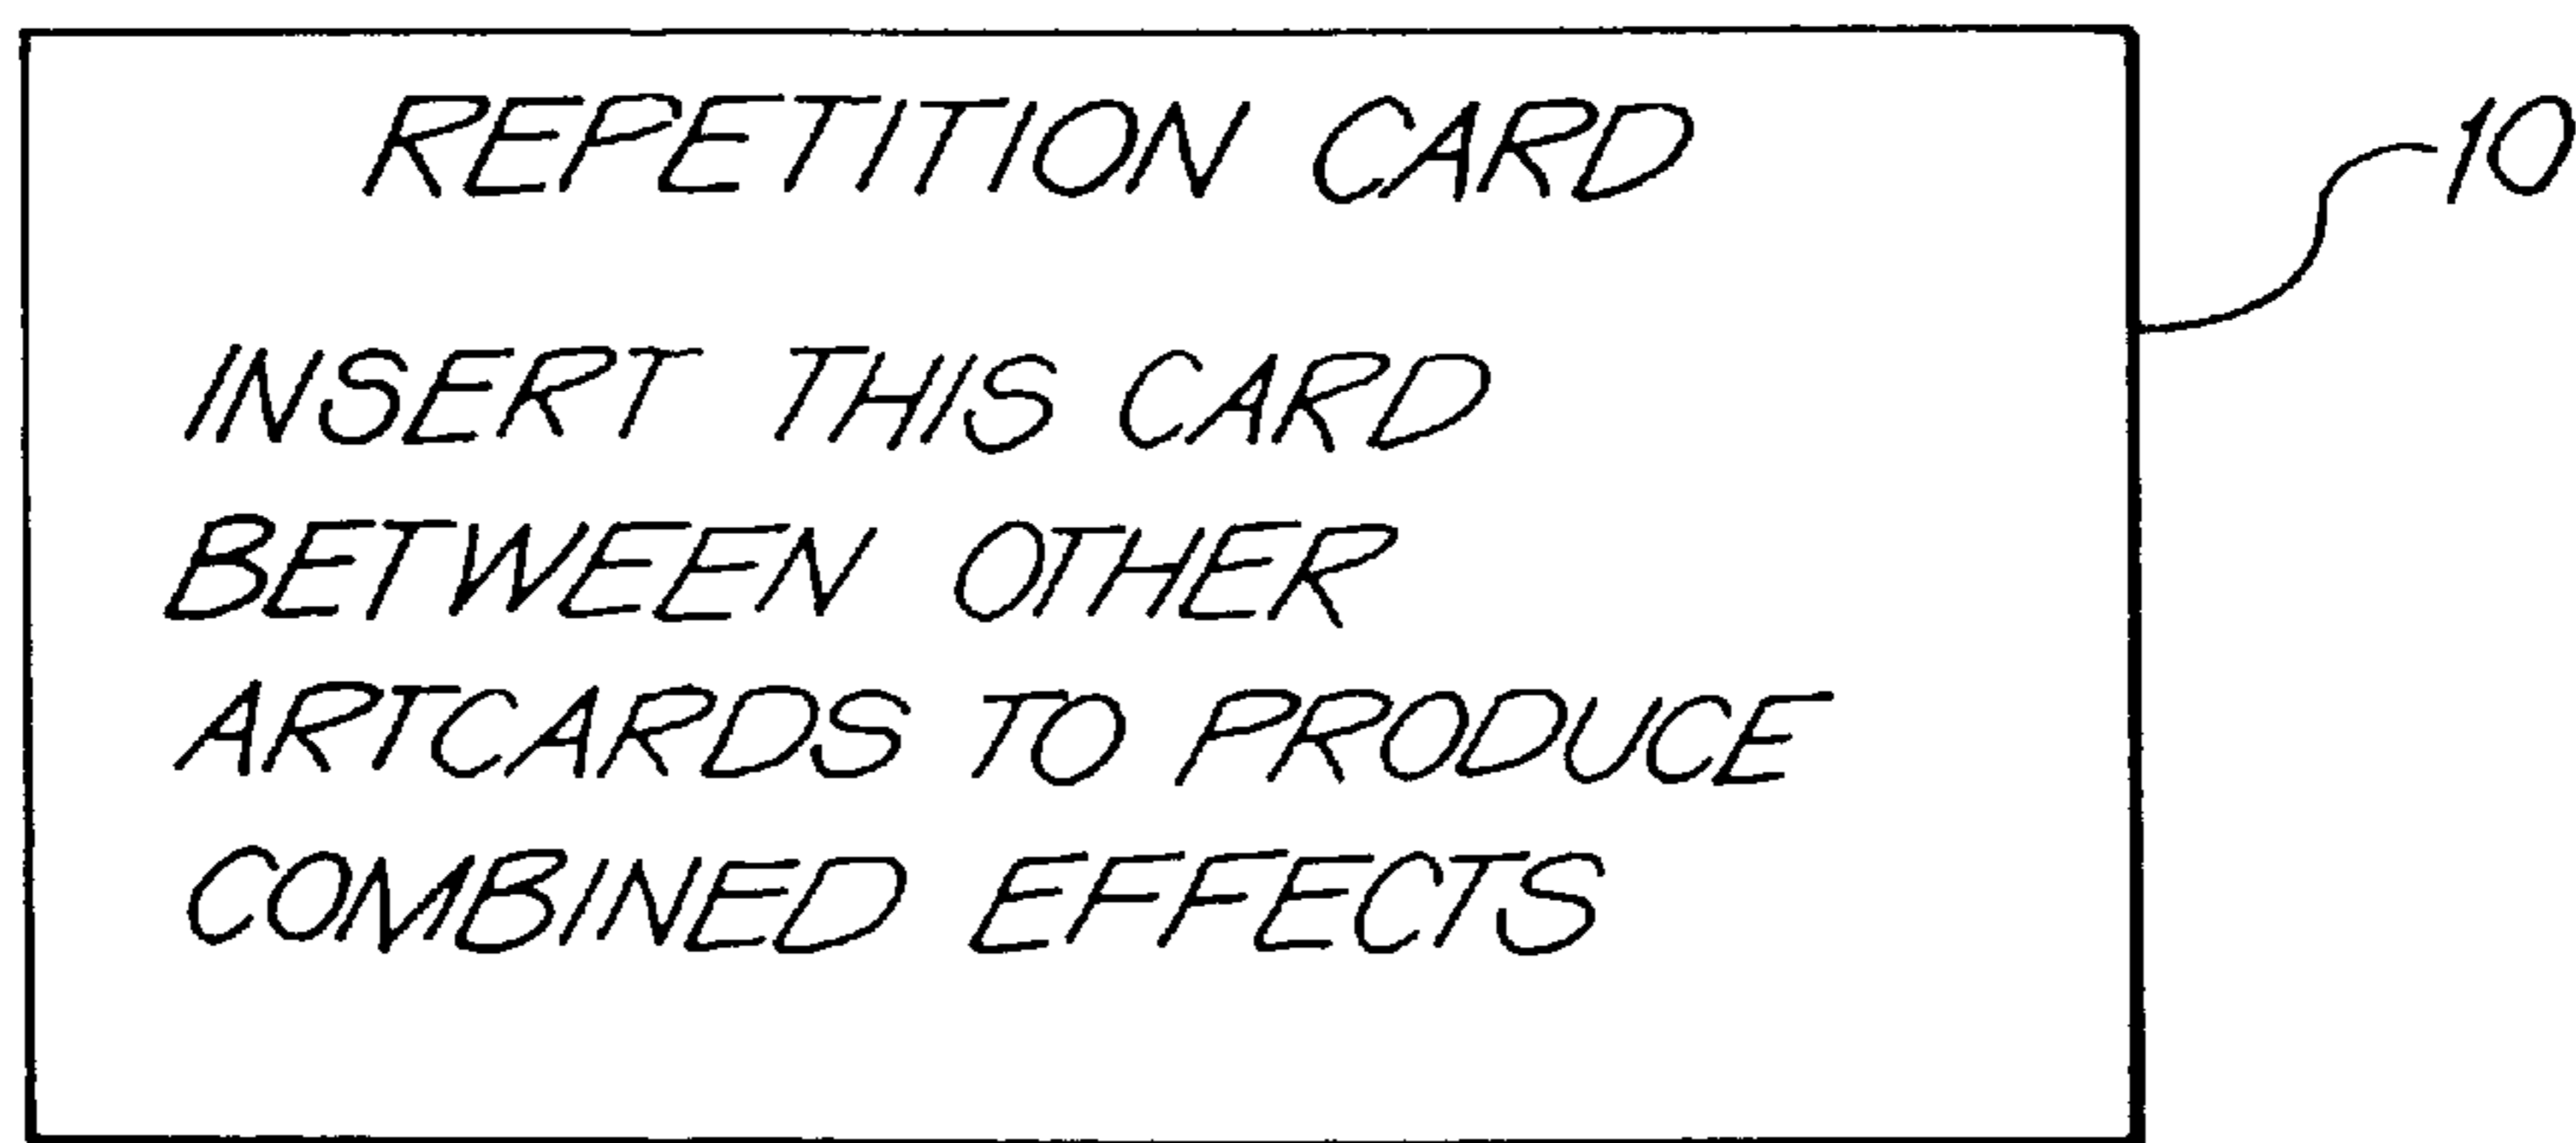 REPETITION CARD
10
INSERT THIS CARD
BETWEEN OTHER
ARTCARDS TO PRODUCE
COMBINED EFFECTS